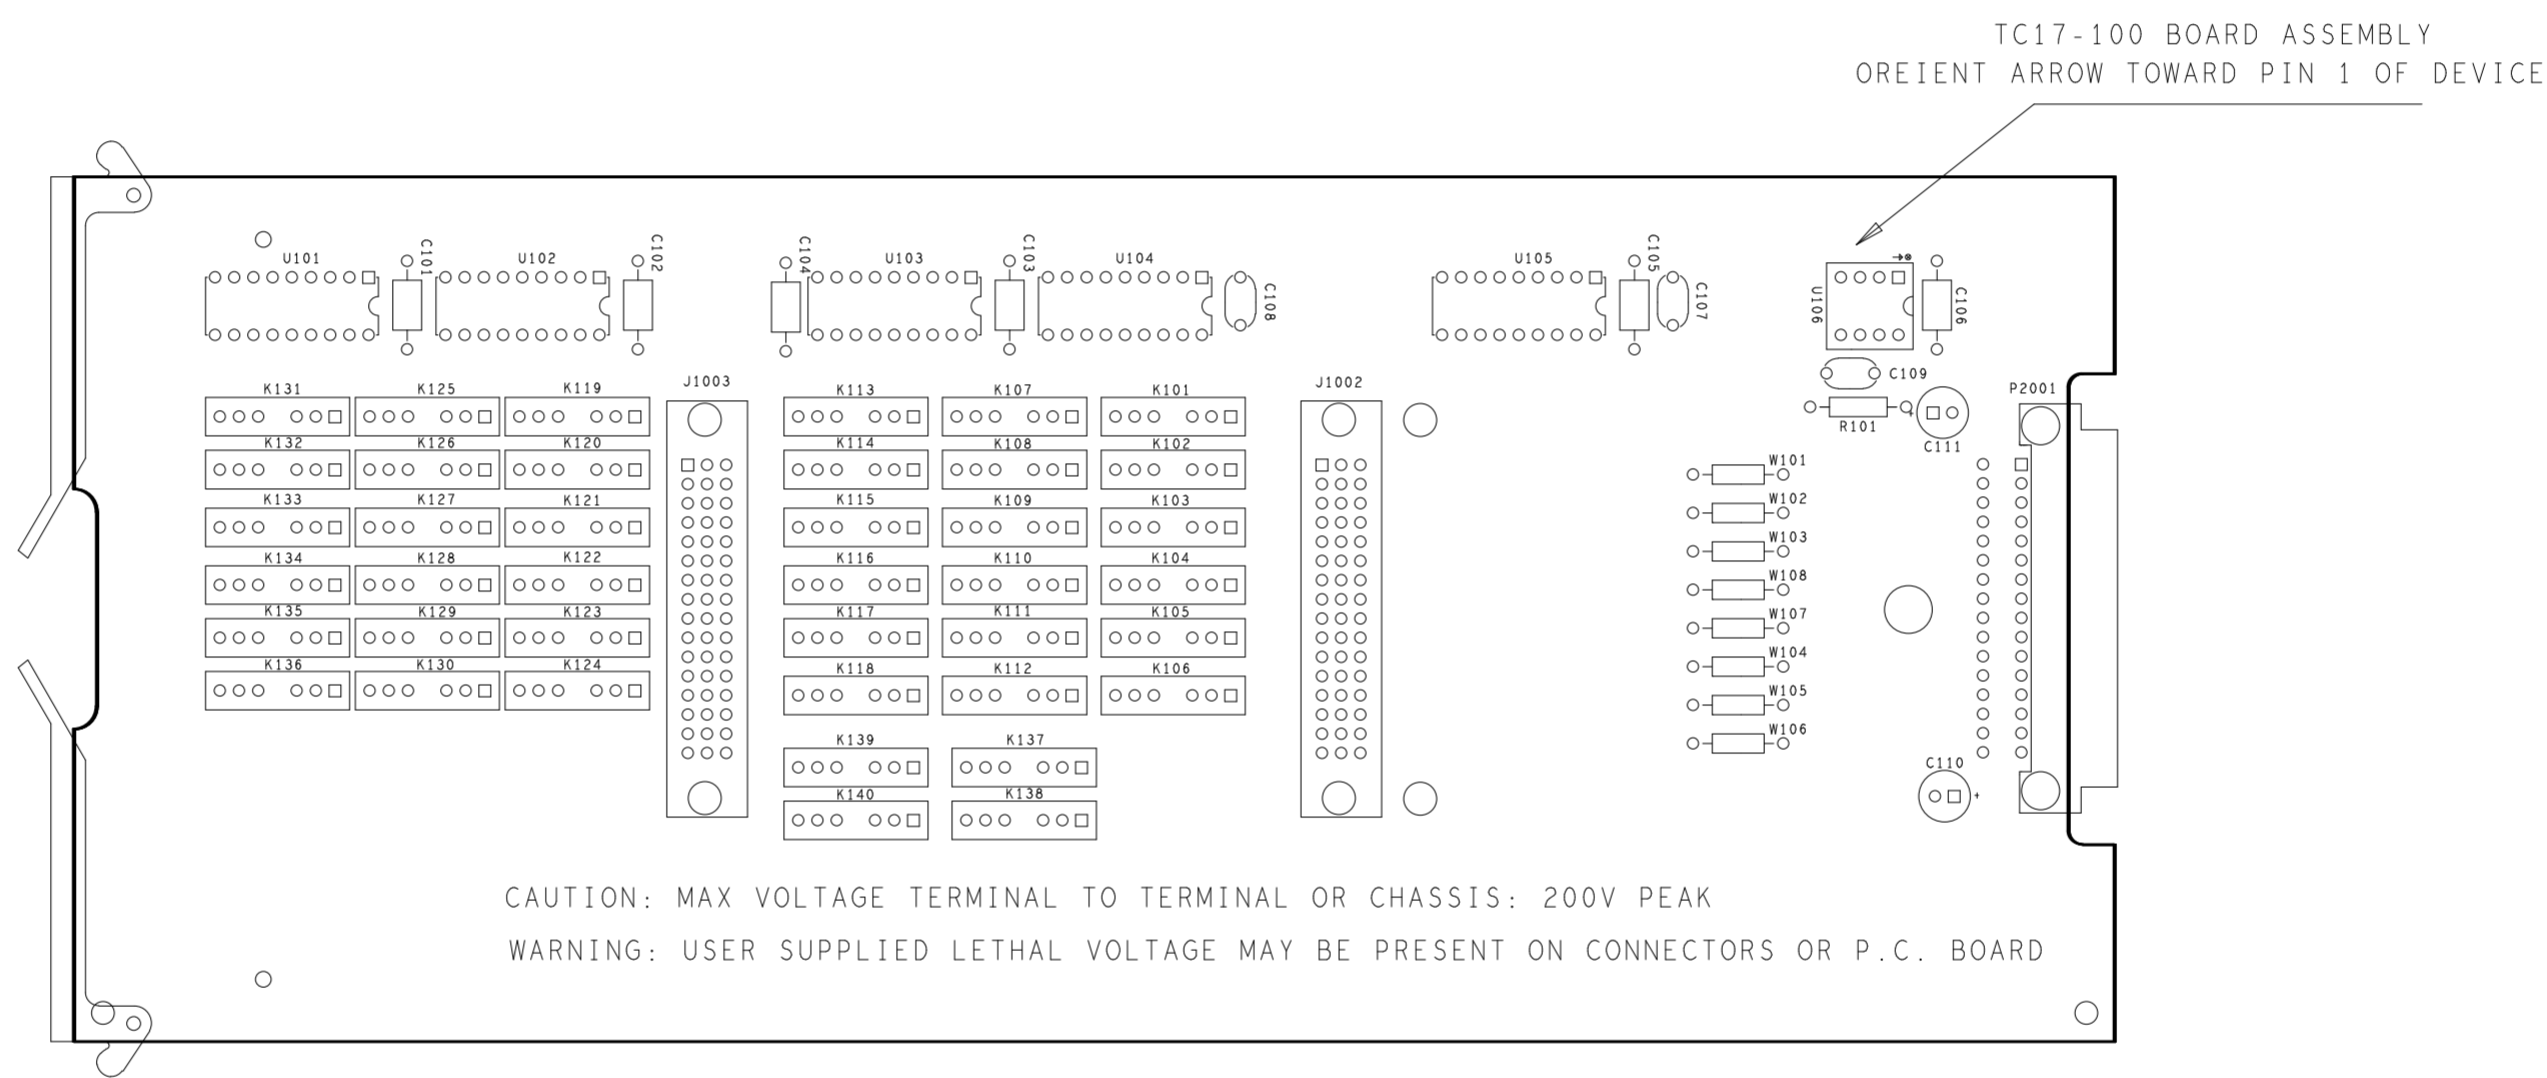 TC17-100 BOARD ASSEMBLY
OREIENT ARROW TOWARD PIN 1 OF DEVICE
U101
C101
U102
C102
C104
U103
C103
U104
C108
U105
C105
C107
U106
C106
K131
K125
K119
J1003
K113
K107
K101
J1002
C109
P2001
R101
C111
K132
K126
K120
K114
K108
K102
W101
K133
K127
K121
K115
K109
K103
W102
W103
K134
K128
K122
K116
K110
K104
W108
K135
K129
K123
K117
K111
K105
W107
K136
K130
K124
K118
K112
K106
W104
W105
W106
K139
K137
C110
K140
K138
CAUTION: MAX VOLTAGE TERMINAL TO TERMINAL OR CHASSIS: 200V PEAK
WARNING: USER SUPPLIED LETHAL VOLTAGE MAY BE PRESENT ON CONNECTORS OR P.C. BOARD